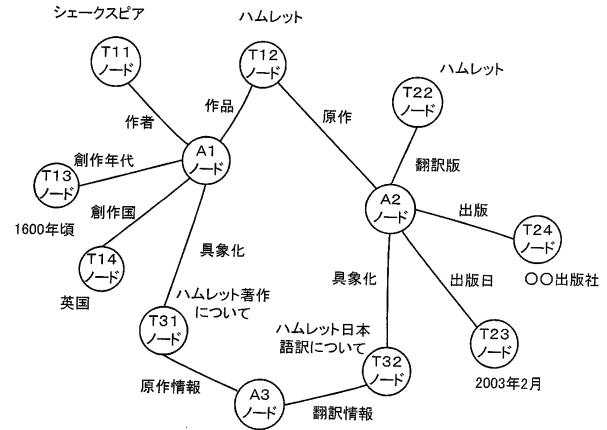 シェークスピア
ハムレット
T11
ノード
T12
ノード
ハムレット
T22
ノード
作者
作品
原作
翻訳版
A1
ノード
創作年代
T13
ノード
1600年頃
創作国
T14
ノード
英国
A2
ノード
出版
T24
ノード
〇〇出版社
具象化
具象化
出版日
ハムレット著作
について
T31
ノード
ハムレット日本
語訳について
T32
ノード
T23
ノード
2003年2月
原作情報
A3
ノード
翻訳情報